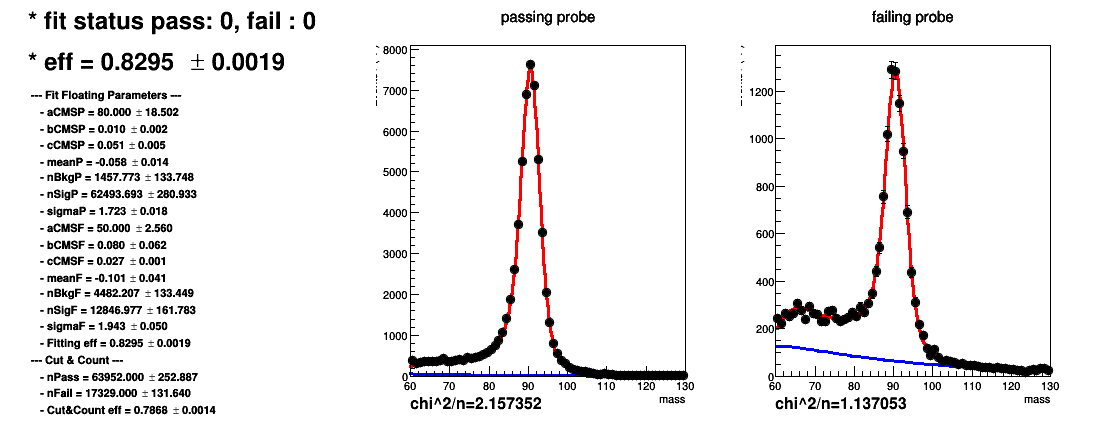 * fit status pass: 0, fail : 0
* eff = 0.8295 ± 0.0019
--- Fit Floating Parameters ---
- aCMSP = 80.000 ± 18.502
- bCMSP = 0.010 ± 0.002
- cCMSP = 0.051 ± 0.005
- meanP = -0.058 ± 0.014
- nBkgP = 1457.773 ± 133.748
- nSigP = 62493.693 ± 280.933
- sigmaP = 1.723 ± 0.018
- aCMSF = 50.000 ± 2.560
- bCMSF = 0.080 ± 0.062
- cCMSF = 0.027 ± 0.001
- meanF = -0.101 ± 0.041
- nBkgF = 4482.207 ± 133.449
- nSigF = 12846.977 ± 161.783
- sigmaF = 1.943 ± 0.050
- Fitting eff = 0.8295 ± 0.0019
--- Cut & Count ---
- nPass = 63952.000 ± 252.887
- nFail = 17329.000 ± 131.640
- Cut&Count eff = 0.7868 ± 0.0014
passing probe
8000
7000
6000
5000
4000
3000
2000
1000
0
60 70 80 90 100 110 120 130
mass
chi^2/n=2.157352
failing probe
1200
1000
800
600
400
200
0
60 70 80 90 100 110 120 130
mass
chi^2/n=1.137053